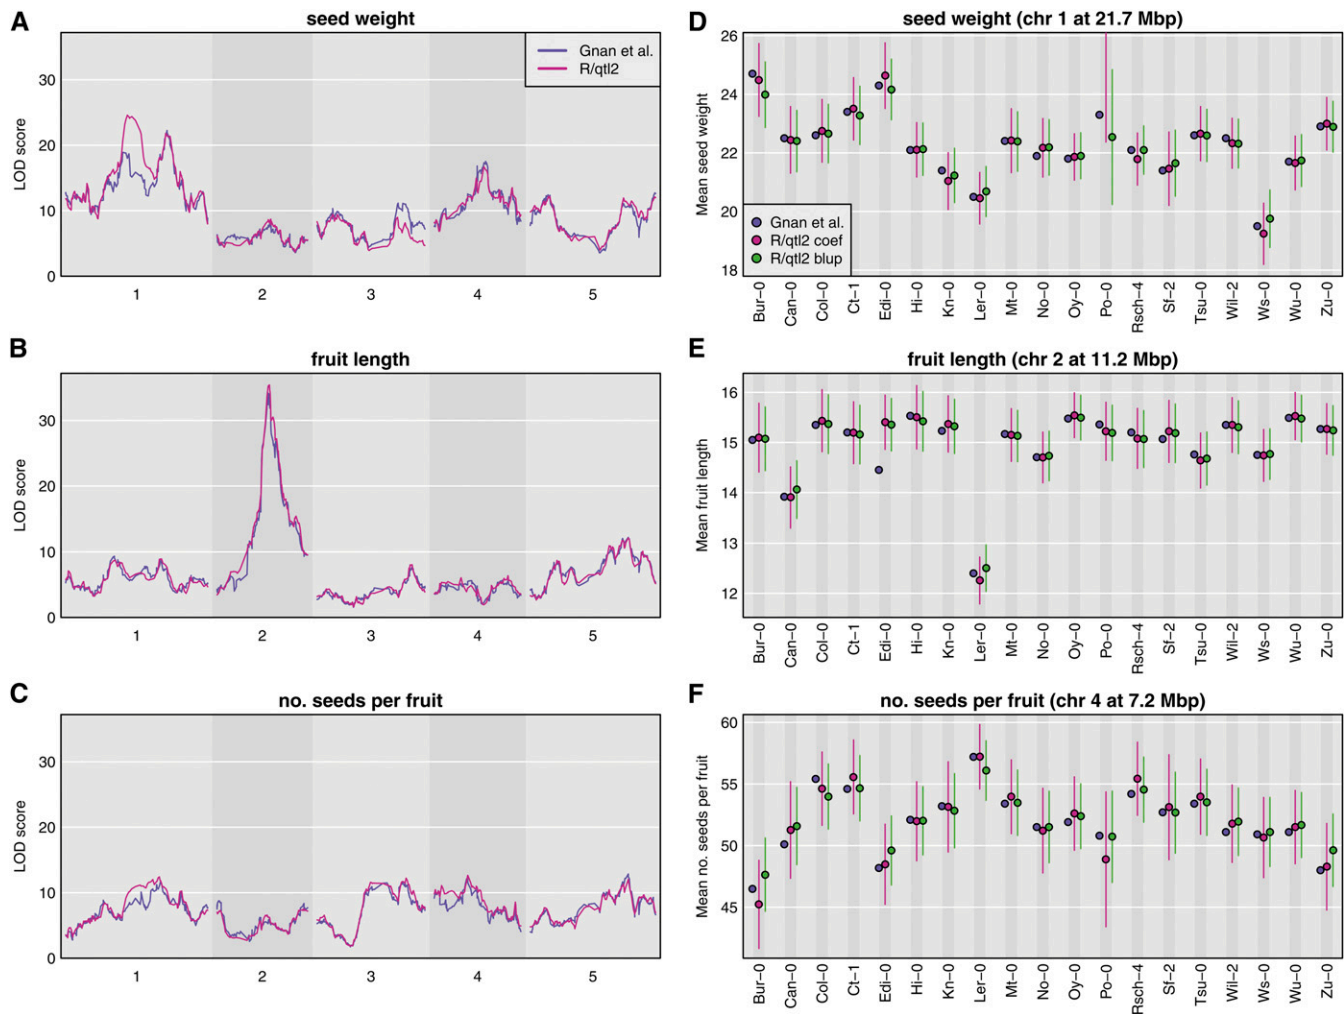 A
seed weight
LOD score
30
20
10
0
Gnan et al.
R/qtl2
1 2 3 4 5
B
fruit length
LOD score
30
20
10
0
1 2 3 4 5
C
no. seeds per fruit
LOD score
30
20
10
0
1 2 3 4 5
D
seed weight (chr 1 at 21.7 Mbp)
Mean seed weight
26
24
22
20
18
Gnan et al.
R/qtl2 coef
R/qtl2 blup
Bur−0 Can−0 Col−0 Ct−1 Edi−0 Hi−0 Kn−0 Ler−0 Mt−0 No−0 Oy−0 Po−0 Rsch−4 Sf−2 Tsu−0 Wil−2 Ws−0 Wu−0 Zu−0
E
fruit length (chr 2 at 11.2 Mbp)
Mean fruit length
16
15
14
13
12
Bur−0 Can−0 Col−0 Ct−1 Edi−0 Hi−0 Kn−0 Ler−0 Mt−0 No−0 Oy−0 Po−0 Rsch−4 Sf−2 Tsu−0 Wil−2 Ws−0 Wu−0 Zu−0
F
no. seeds per fruit (chr 4 at 7.2 Mbp)
Mean no. seeds per fruit
60
55
50
45
Bur−0 Can−0 Col−0 Ct−1 Edi−0 Hi−0 Kn−0 Ler−0 Mt−0 No−0 Oy−0 Po−0 Rsch−4 Sf−2 Tsu−0 Wil−2 Ws−0 Wu−0 Zu−0